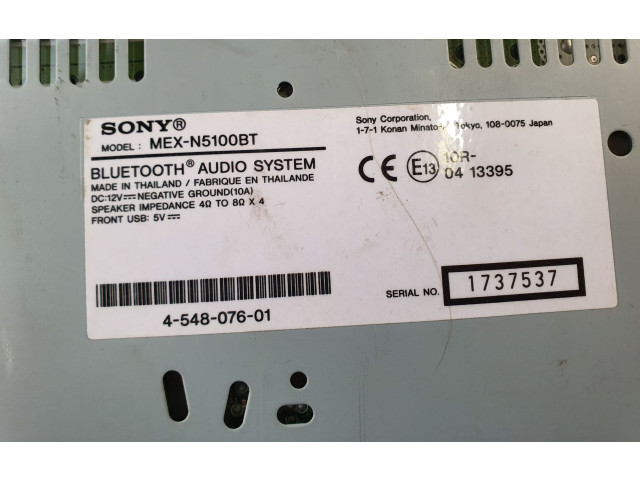 SONY®
MODEL : MEX-N5100BT
BLUETOOTH® AUDIO SYSTEM
MADE IN THAILAND / FABRIQUE EN THAILANDE
DC:12V⎓NEGATIVE GROUND(10A)
SPEAKER IMPEDANCE 4Ω TO 8Ω X 4
FRONT USB: 5V⎓
4-548-076-01
Sony Corporation,
1-7-1 Konan Minato-ku Tokyo, 108-0075 Japan
CE E13 10R-
04 13395
SERIAL NO. 1737537